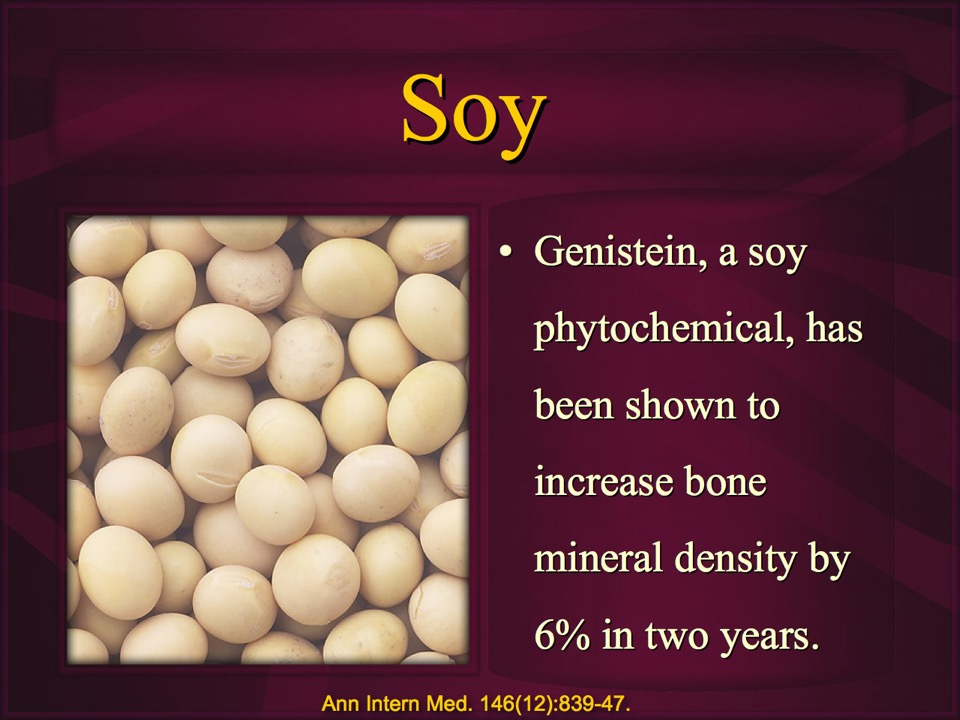 Soy
• Genistein, a soy
phytochemical, has
been shown to
increase bone
mineral density by
6% in two years.
Ann Intern Med. 146(12):839-47.